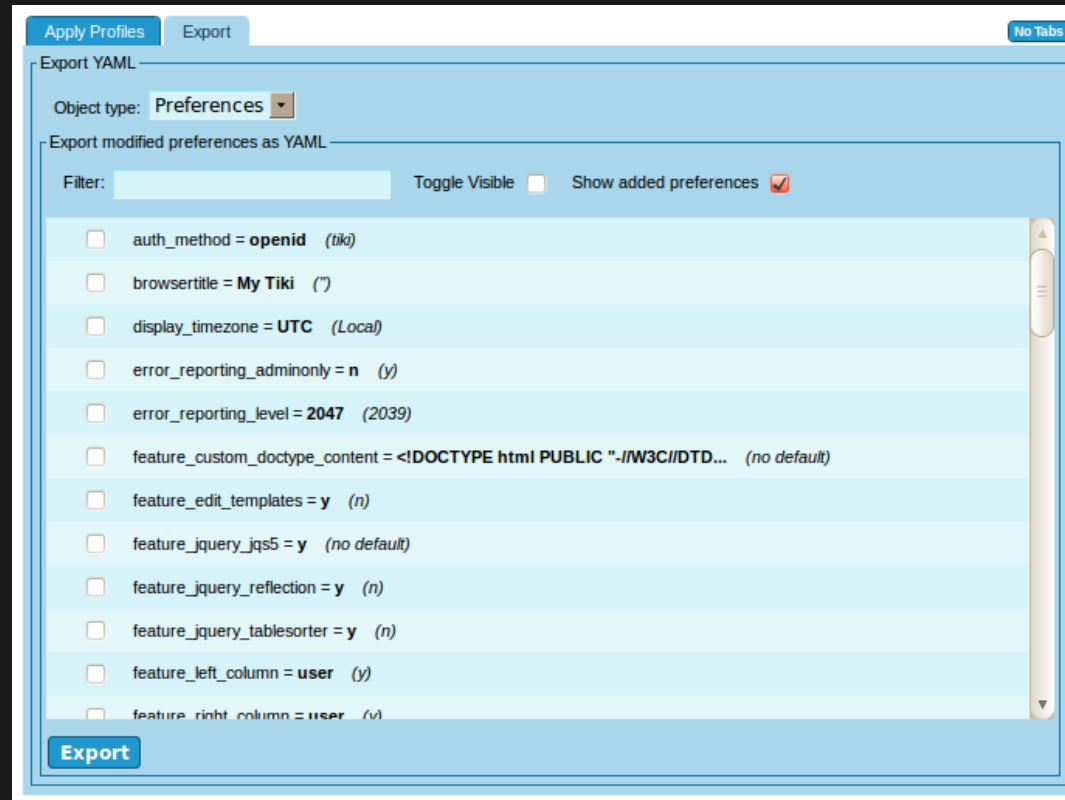 Apply Profiles Export No Tabs
Export YAML
Object type: Preferences
Export modified preferences as YAML
Filter: Toggle Visible Show added preferences
auth_method = openid (tiki)
browsertitle = My Tiki ('')
display_timezone = UTC (Local)
error_reporting_adminonly = n (y)
error_reporting_level = 2047 (2039)
feature_custom_doctype_content = <!DOCTYPE html PUBLIC "-//W3C//DTD... (no default)
feature_edit_templates = y (n)
feature_jquery_jqs5 = y (no default)
feature_jquery_reflection = y (n)
feature_jquery_tablesorter = y (n)
feature_left_column = user (y)
feature_right_column = user (y)
Export